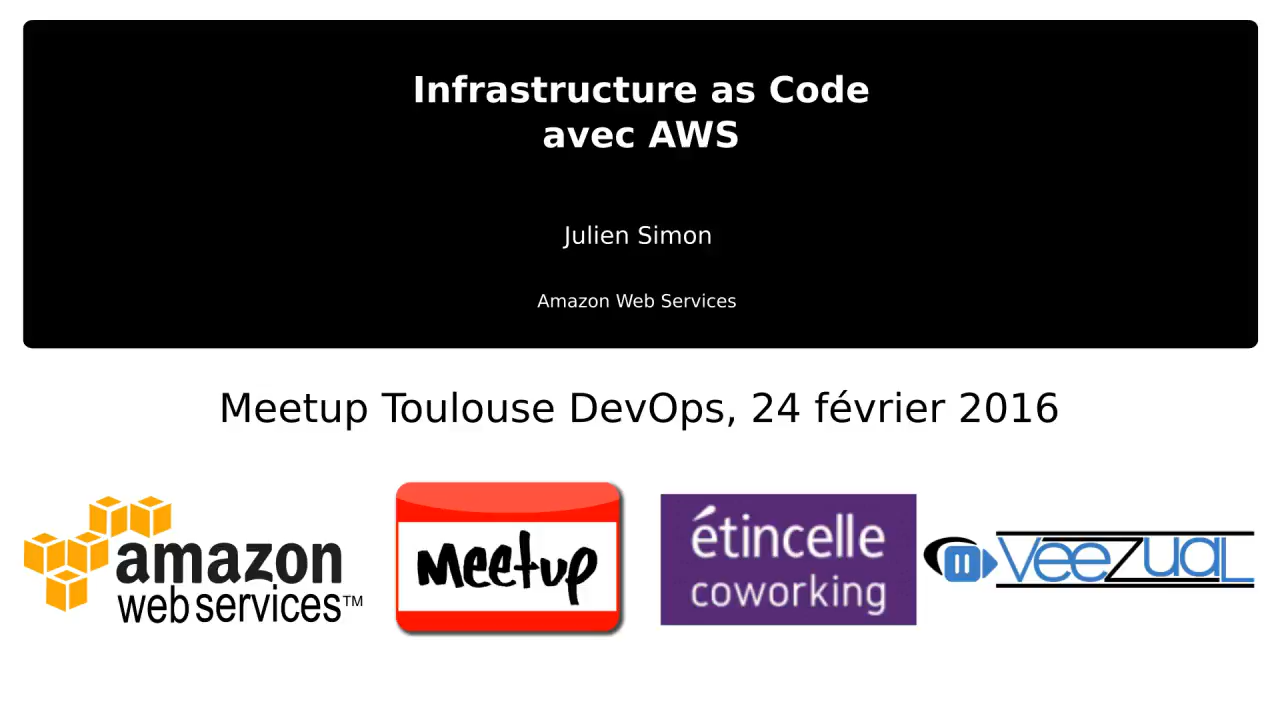 Infrastructure as Code
avec AWS
Julien Simon
Amazon Web Services
Meetup Toulouse DevOps, 24 février 2016
amazon
web services™
Meetup
étincelle
coworking
VeeZuaL